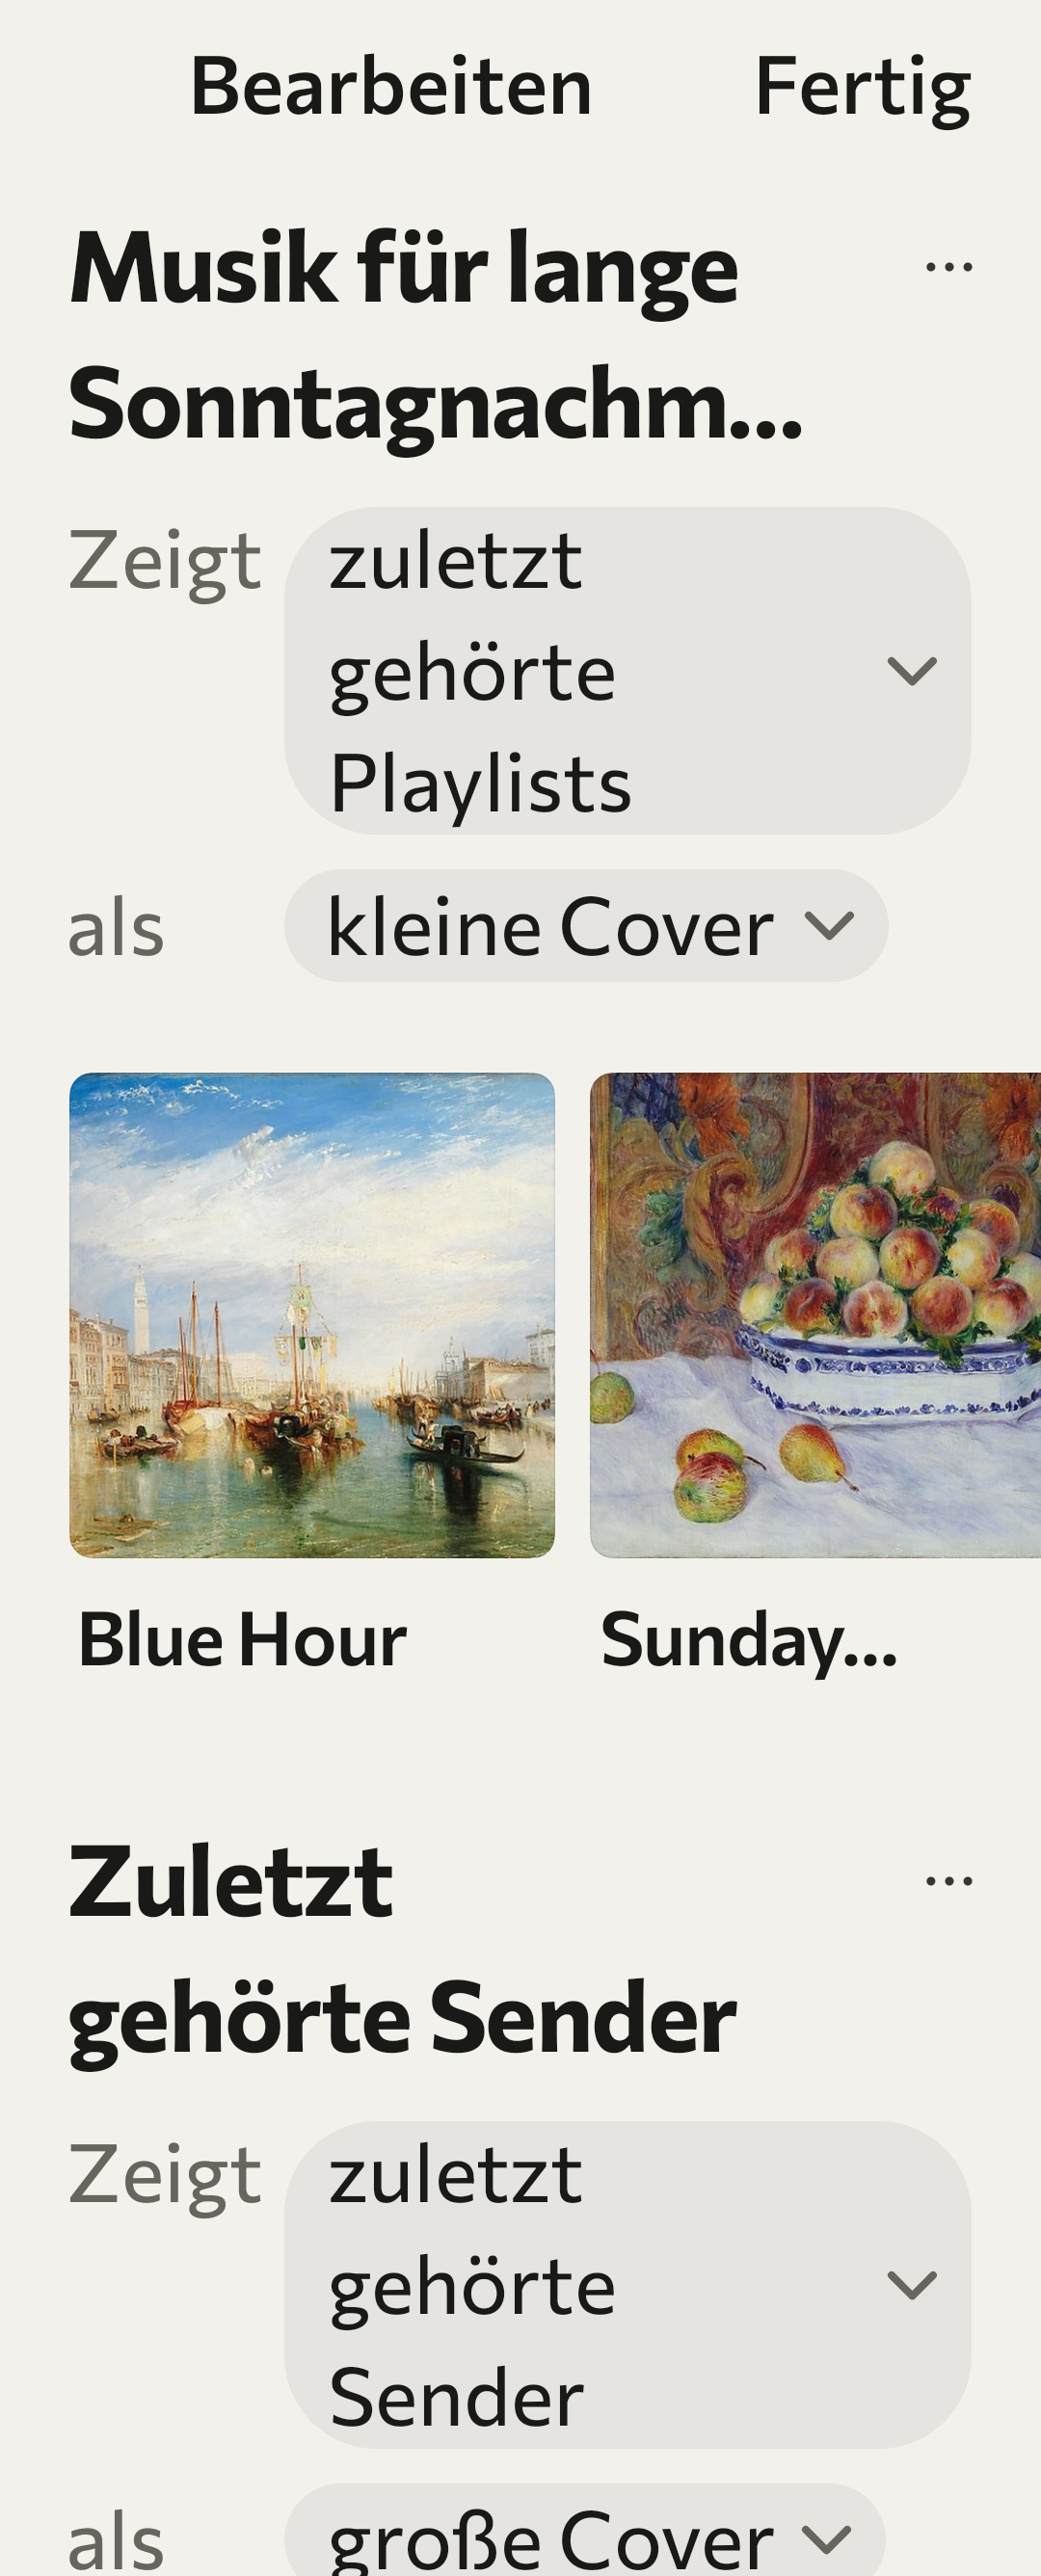 Bearbeiten
Fertig
Musik für lange
Sonntagnachm...
Zeigt
zuletzt
gehörte
Playlists
als
kleine Cover
Blue Hour
Sunday...
Zuletzt
gehörte Sender
Zeigt
zuletzt
gehörte
Sender
als
große Cover